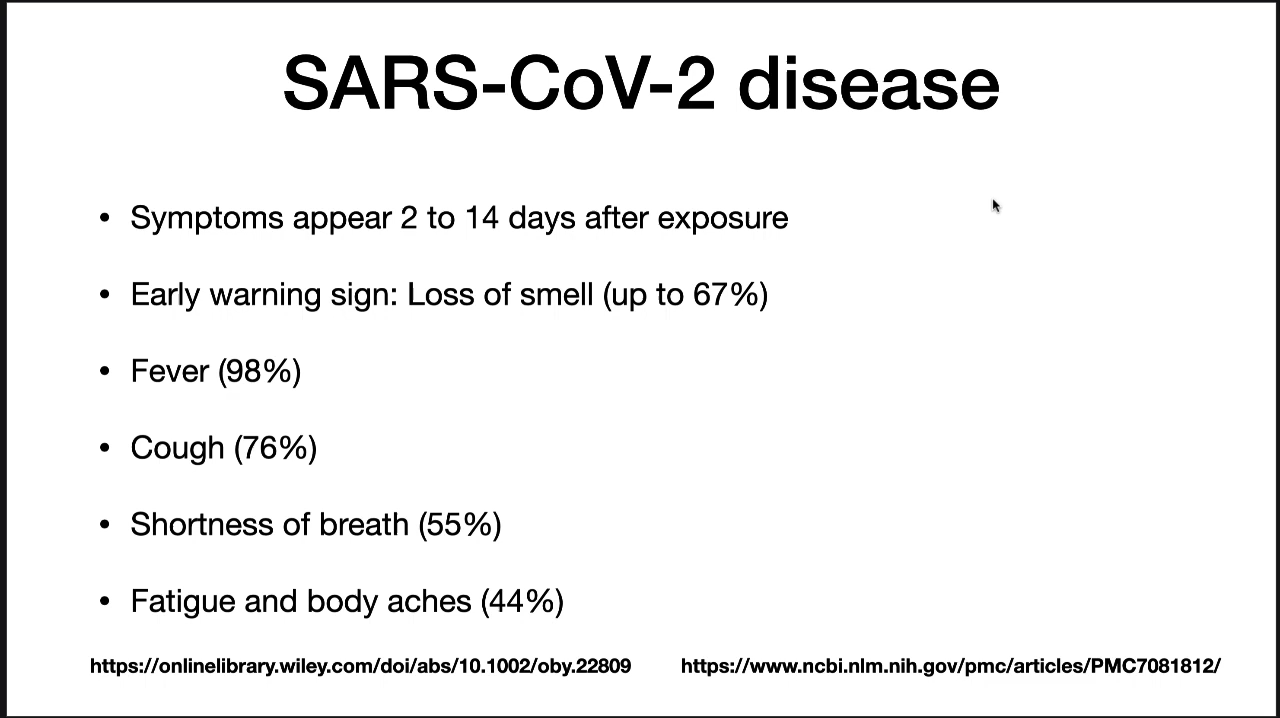 SARS-CoV-2 disease
• Symptoms appear 2 to 14 days after exposure
• Early warning sign: Loss of smell (up to 67%)
• Fever (98%)
• Cough (76%)
• Shortness of breath (55%)
• Fatigue and body aches (44%)
https://onlinelibrary.wiley.com/doi/abs/10.1002/oby.22809
https://www.ncbi.nlm.nih.gov/pmc/articles/PMC7081812/